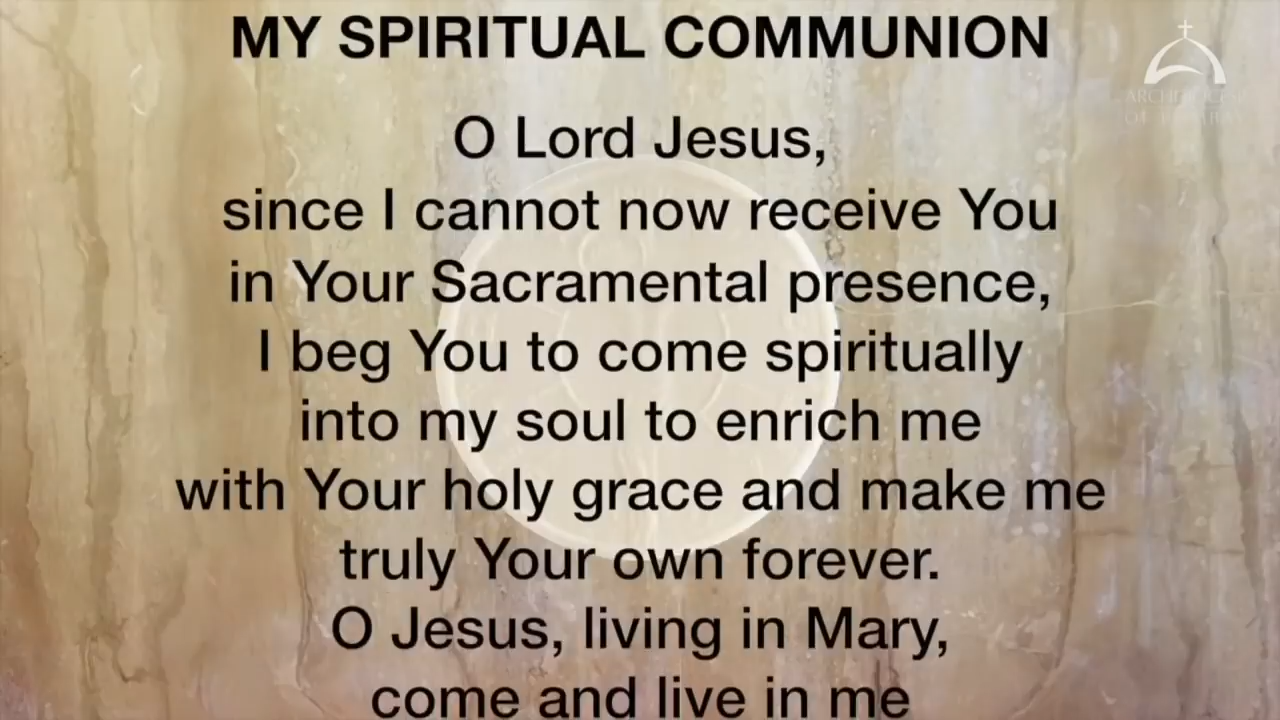 MY SPIRITUAL COMMUNION
O Lord Jesus,
since I cannot now receive You
in Your Sacramental presence,
I beg You to come spiritually
into my soul to enrich me
with Your holy grace and make me
truly Your own forever.
O Jesus, living in Mary,
come and live in me
ARCHDIOCESE
OF